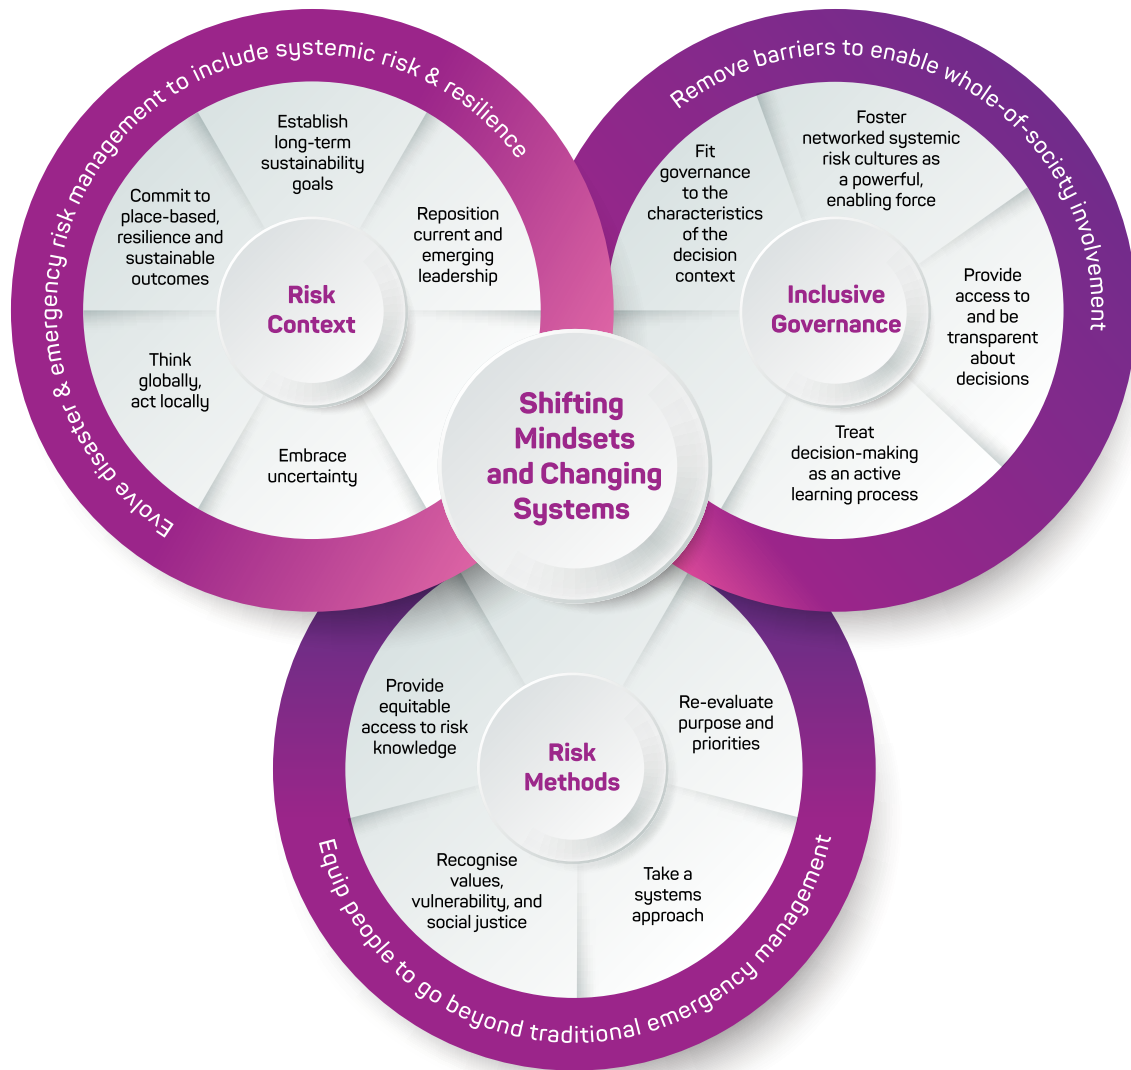 Evolve disaster & emergency risk management to include systemic risk & resilience
Establish
long-term
sustainability
goals
Commit to
place-based,
resilience and
sustainable
outcomes
Reposition
current and
emerging
leadership
Risk
Context
Think
globally,
act locally
Embrace
uncertainty
Remove barriers to enable whole-of-society involvement
Fit
governance
to the
characteristics
of the
decision
context
Foster
networked systemic
risk cultures as
a powerful,
enabling force
Inclusive
Governance
Provide
access to
and be
transparent
about
decisions
Treat
decision-making
as an active
learning process
Shifting
Mindsets
and Changing
Systems
Provide
equitable
access to risk
knowledge
Re-evaluate
purpose and
priorities
Risk
Methods
Recognise
values,
vulnerability, and
social justice
Take a
systems
approach
Equip people to go beyond traditional emergency management